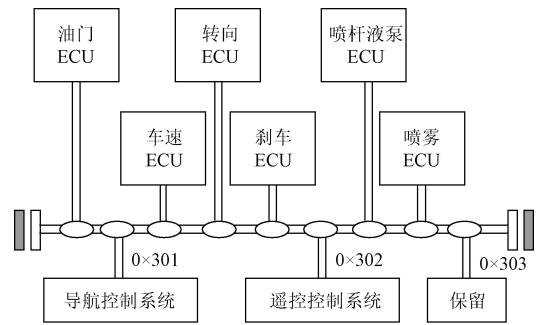 油门
ECU
转向
ECU
喷杆液泵
ECU
车速
ECU
刹车
ECU
喷雾
ECU
0×301
0×302
0×303
导航控制系统
遥控控制系统
保留